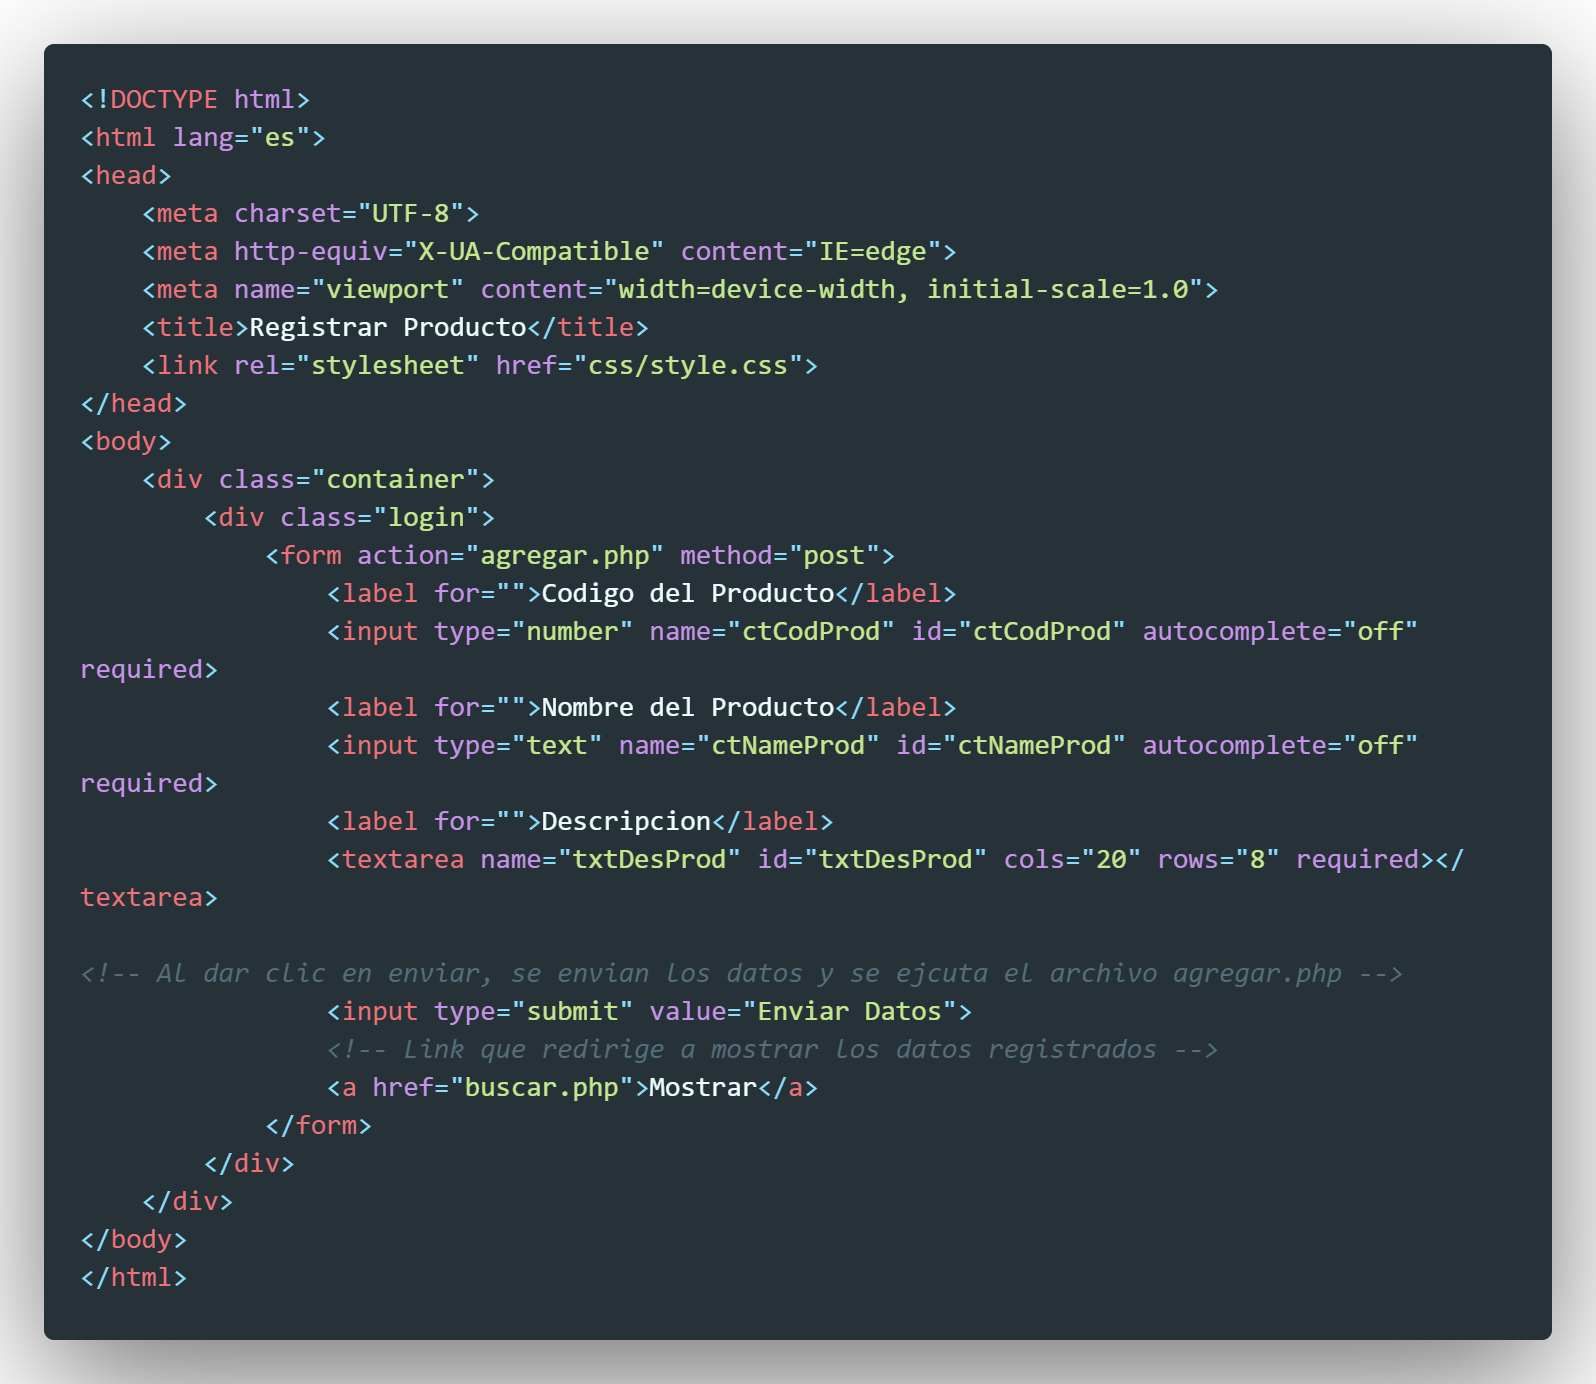 <!DOCTYPE html>
<html lang="es">
<head>
    <meta charset="UTF-8">
    <meta http-equiv="X-UA-Compatible" content="IE=edge">
    <meta name="viewport" content="width=device-width, initial-scale=1.0">
    <title>Registrar Producto</title>
    <link rel="stylesheet" href="css/style.css">
</head>
<body>
    <div class="container">
        <div class="login">
            <form action="agregar.php" method="post">
                <label for="">Codigo del Producto</label>
                <input type="number" name="ctCodProd" id="ctCodProd" autocomplete="off"
required>
                <label for="">Nombre del Producto</label>
                <input type="text" name="ctNameProd" id="ctNameProd" autocomplete="off"
required>
                <label for="">Descripcion</label>
                <textarea name="txtDesProd" id="txtDesProd" cols="20" rows="8" required></
textarea>

<!-- Al dar clic en enviar, se envian los datos y se ejcuta el archivo agregar.php -->
                <input type="submit" value="Enviar Datos">
                <!-- Link que redirige a mostrar los datos registrados -->
                <a href="buscar.php">Mostrar</a>
            </form>
        </div>
    </div>
</body>
</html>